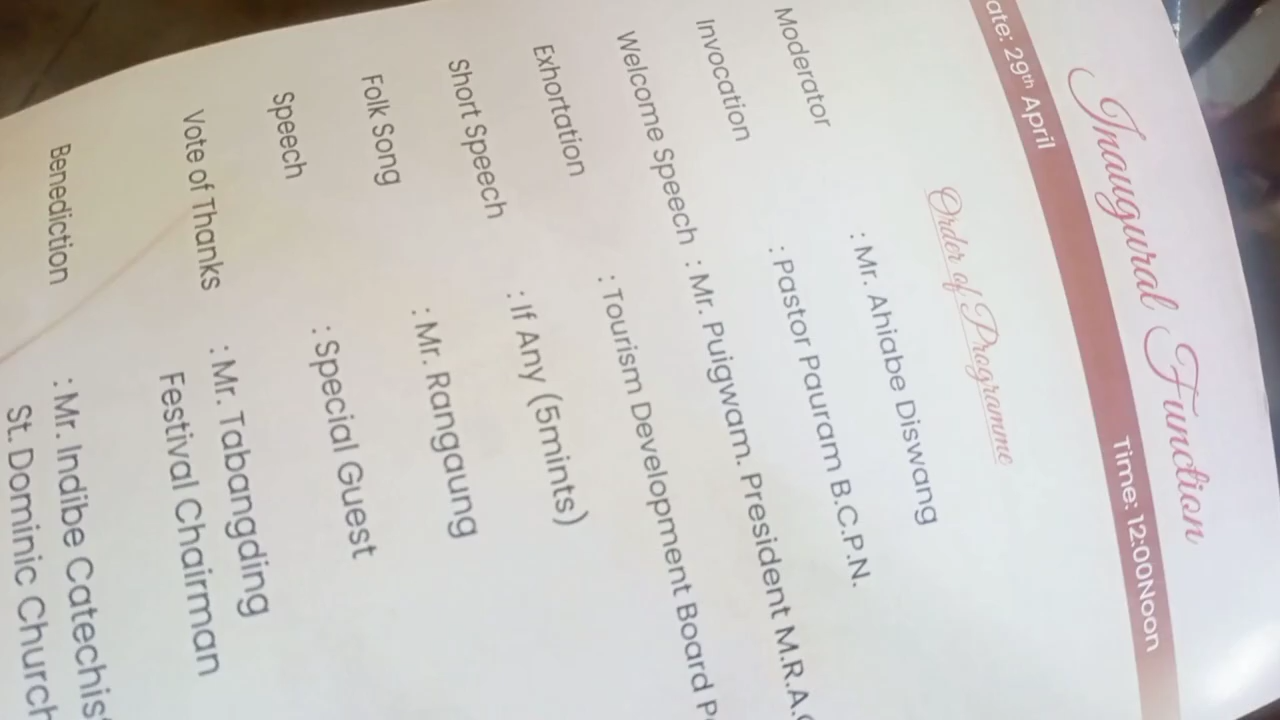 Inaugural Function
ate: 29th April Time: 12:00Noon
Order of Programme
Moderator : Mr. Ahiabe Diswang
Invocation : Pastor Pauram B.C.P.N.
Welcome Speech : Mr. Puigwam. President M.R.A.
Exhortation : Tourism Development Board
Short Speech : If Any (5mints)
Folk Song : Mr. Rangaung
Speech : Special Guest
Vote of Thanks : Mr. Tabangding
Festival Chairman
Benediction : Mr. Indibe Catechis
St. Dominic Church